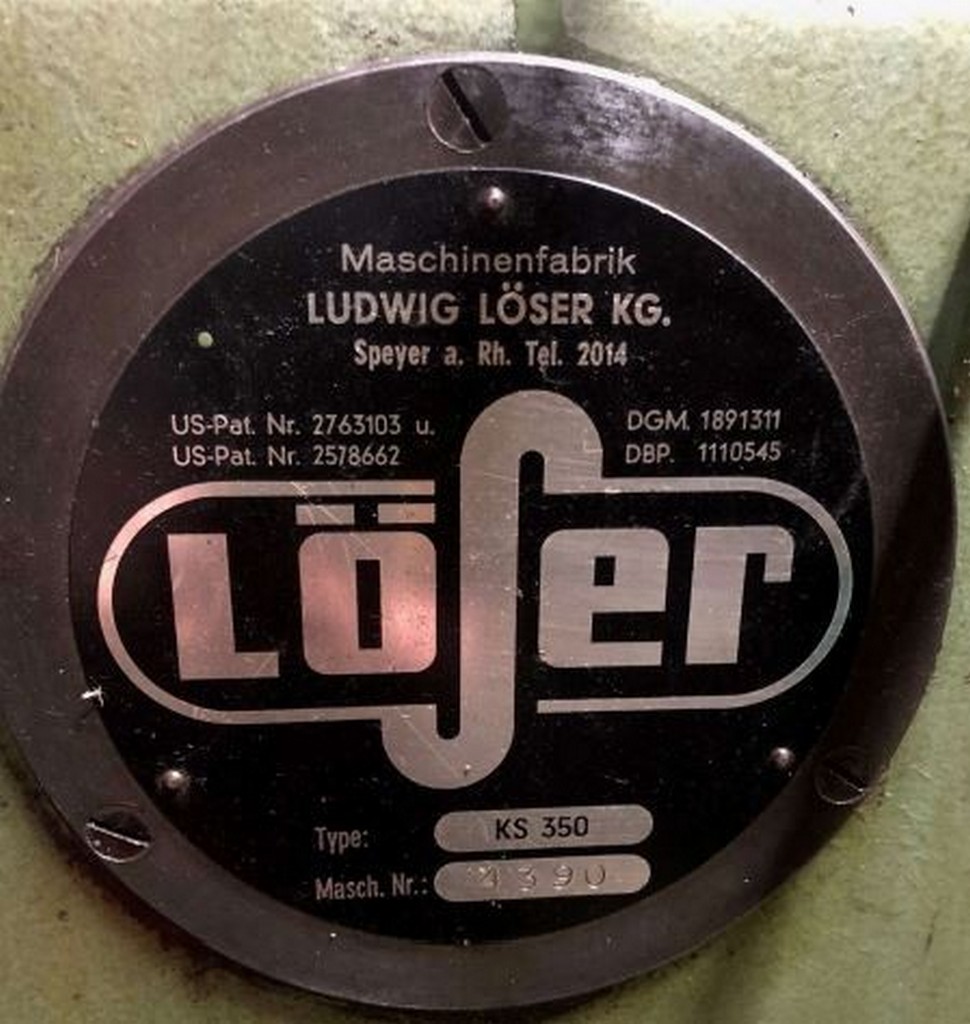 Maschinenfabrik
LUDWIG LÖSER KG.
Speyer a. Rh. Tel. 2014
US-Pat. Nr. 2763103 u.
US-Pat. Nr. 2578662
DGM. 1891311
DBP. 1110545
Löser
Type: KS 350
Masch. Nr.: 4390